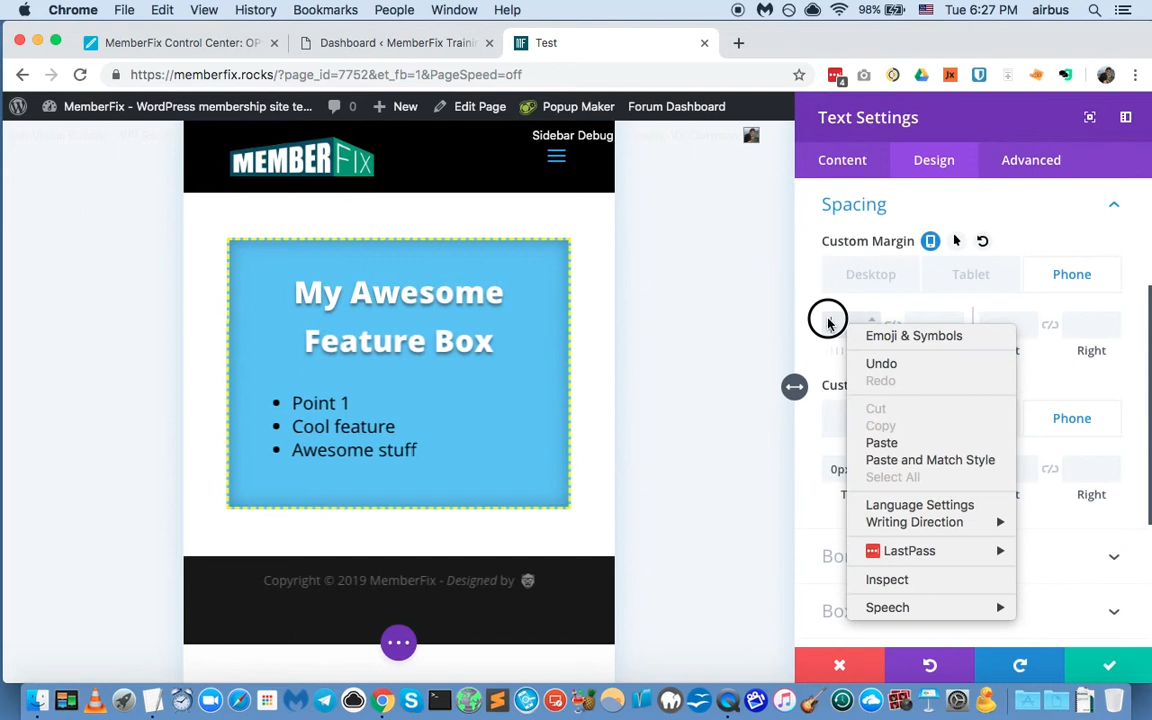 Chrome File Edit View History Bookmarks People Window Help 98% Tue 6:27 PM airbus
MemberFix Control Center: OP × Dashboard ‹ MemberFix Trainin × MF Test × +
https://memberfix.rocks/?page_id=7752&et_fb=1&PageSpeed=off 4
MemberFix - WordPress membership site te... 0 New Edit Page Popup Maker Forum Dashboard
Sidebar Debug
MEMBERFIX
Text Settings
Content Design Advanced
Spacing
Custom Margin
Desktop Tablet Phone
Right
My Awesome
Feature Box
Point 1
Cool feature
Awesome stuff
Phone
0px
Right
Emoji & Symbols
Undo
Redo
Cut
Copy
Paste
Paste and Match Style
Select All
Language Settings
Writing Direction
LastPass
Inspect
Speech
Copyright © 2019 MemberFix - Designed by